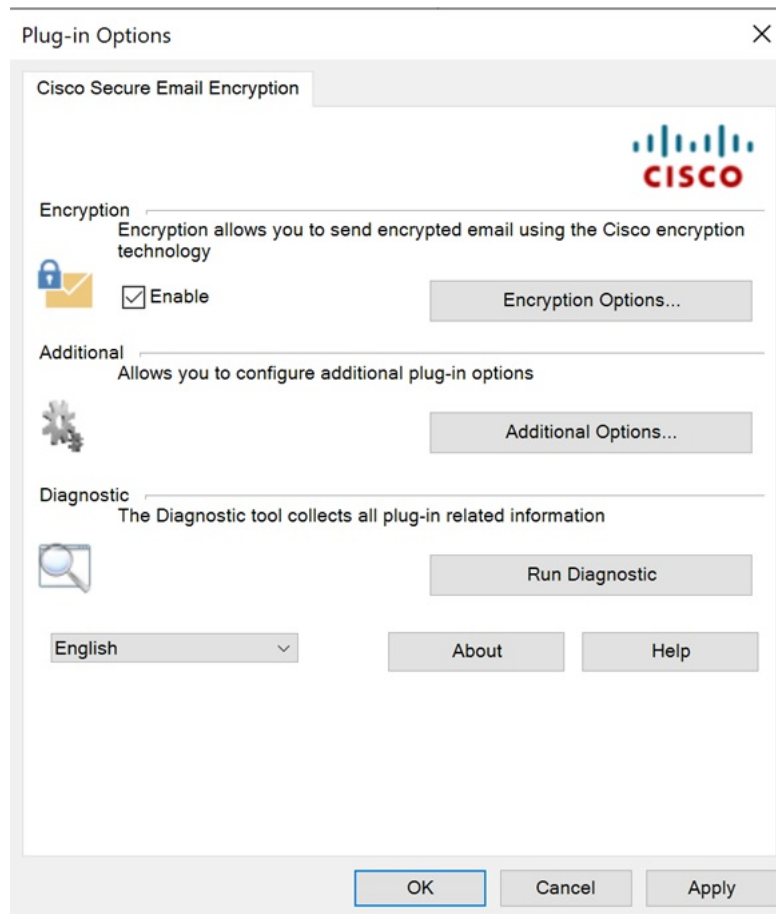 Plug-in Options
Cisco Secure Email Encryption
CISCO
Encryption
Encryption allows you to send encrypted email using the Cisco encryption
technology
Enable
Encryption Options...
Additional
Allows you to configure additional plug-in options
Additional Options...
Diagnostic
The Diagnostic tool collects all plug-in related information
Run Diagnostic
English
About
Help
OK
Cancel
Apply